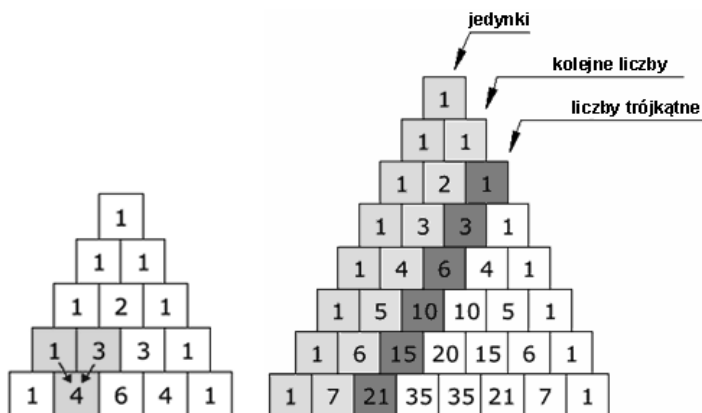 jedynki
kolejne liczby
liczby trójkątne
1
1 1
1 2 1
1 3 3 1
1 4 6 4 1
1
1 1
1 2 1
1 3 3 1
1 4 6 4 1
1 5 10 10 5 1
1 6 15 20 15 6 1
1 7 21 35 35 21 7 1